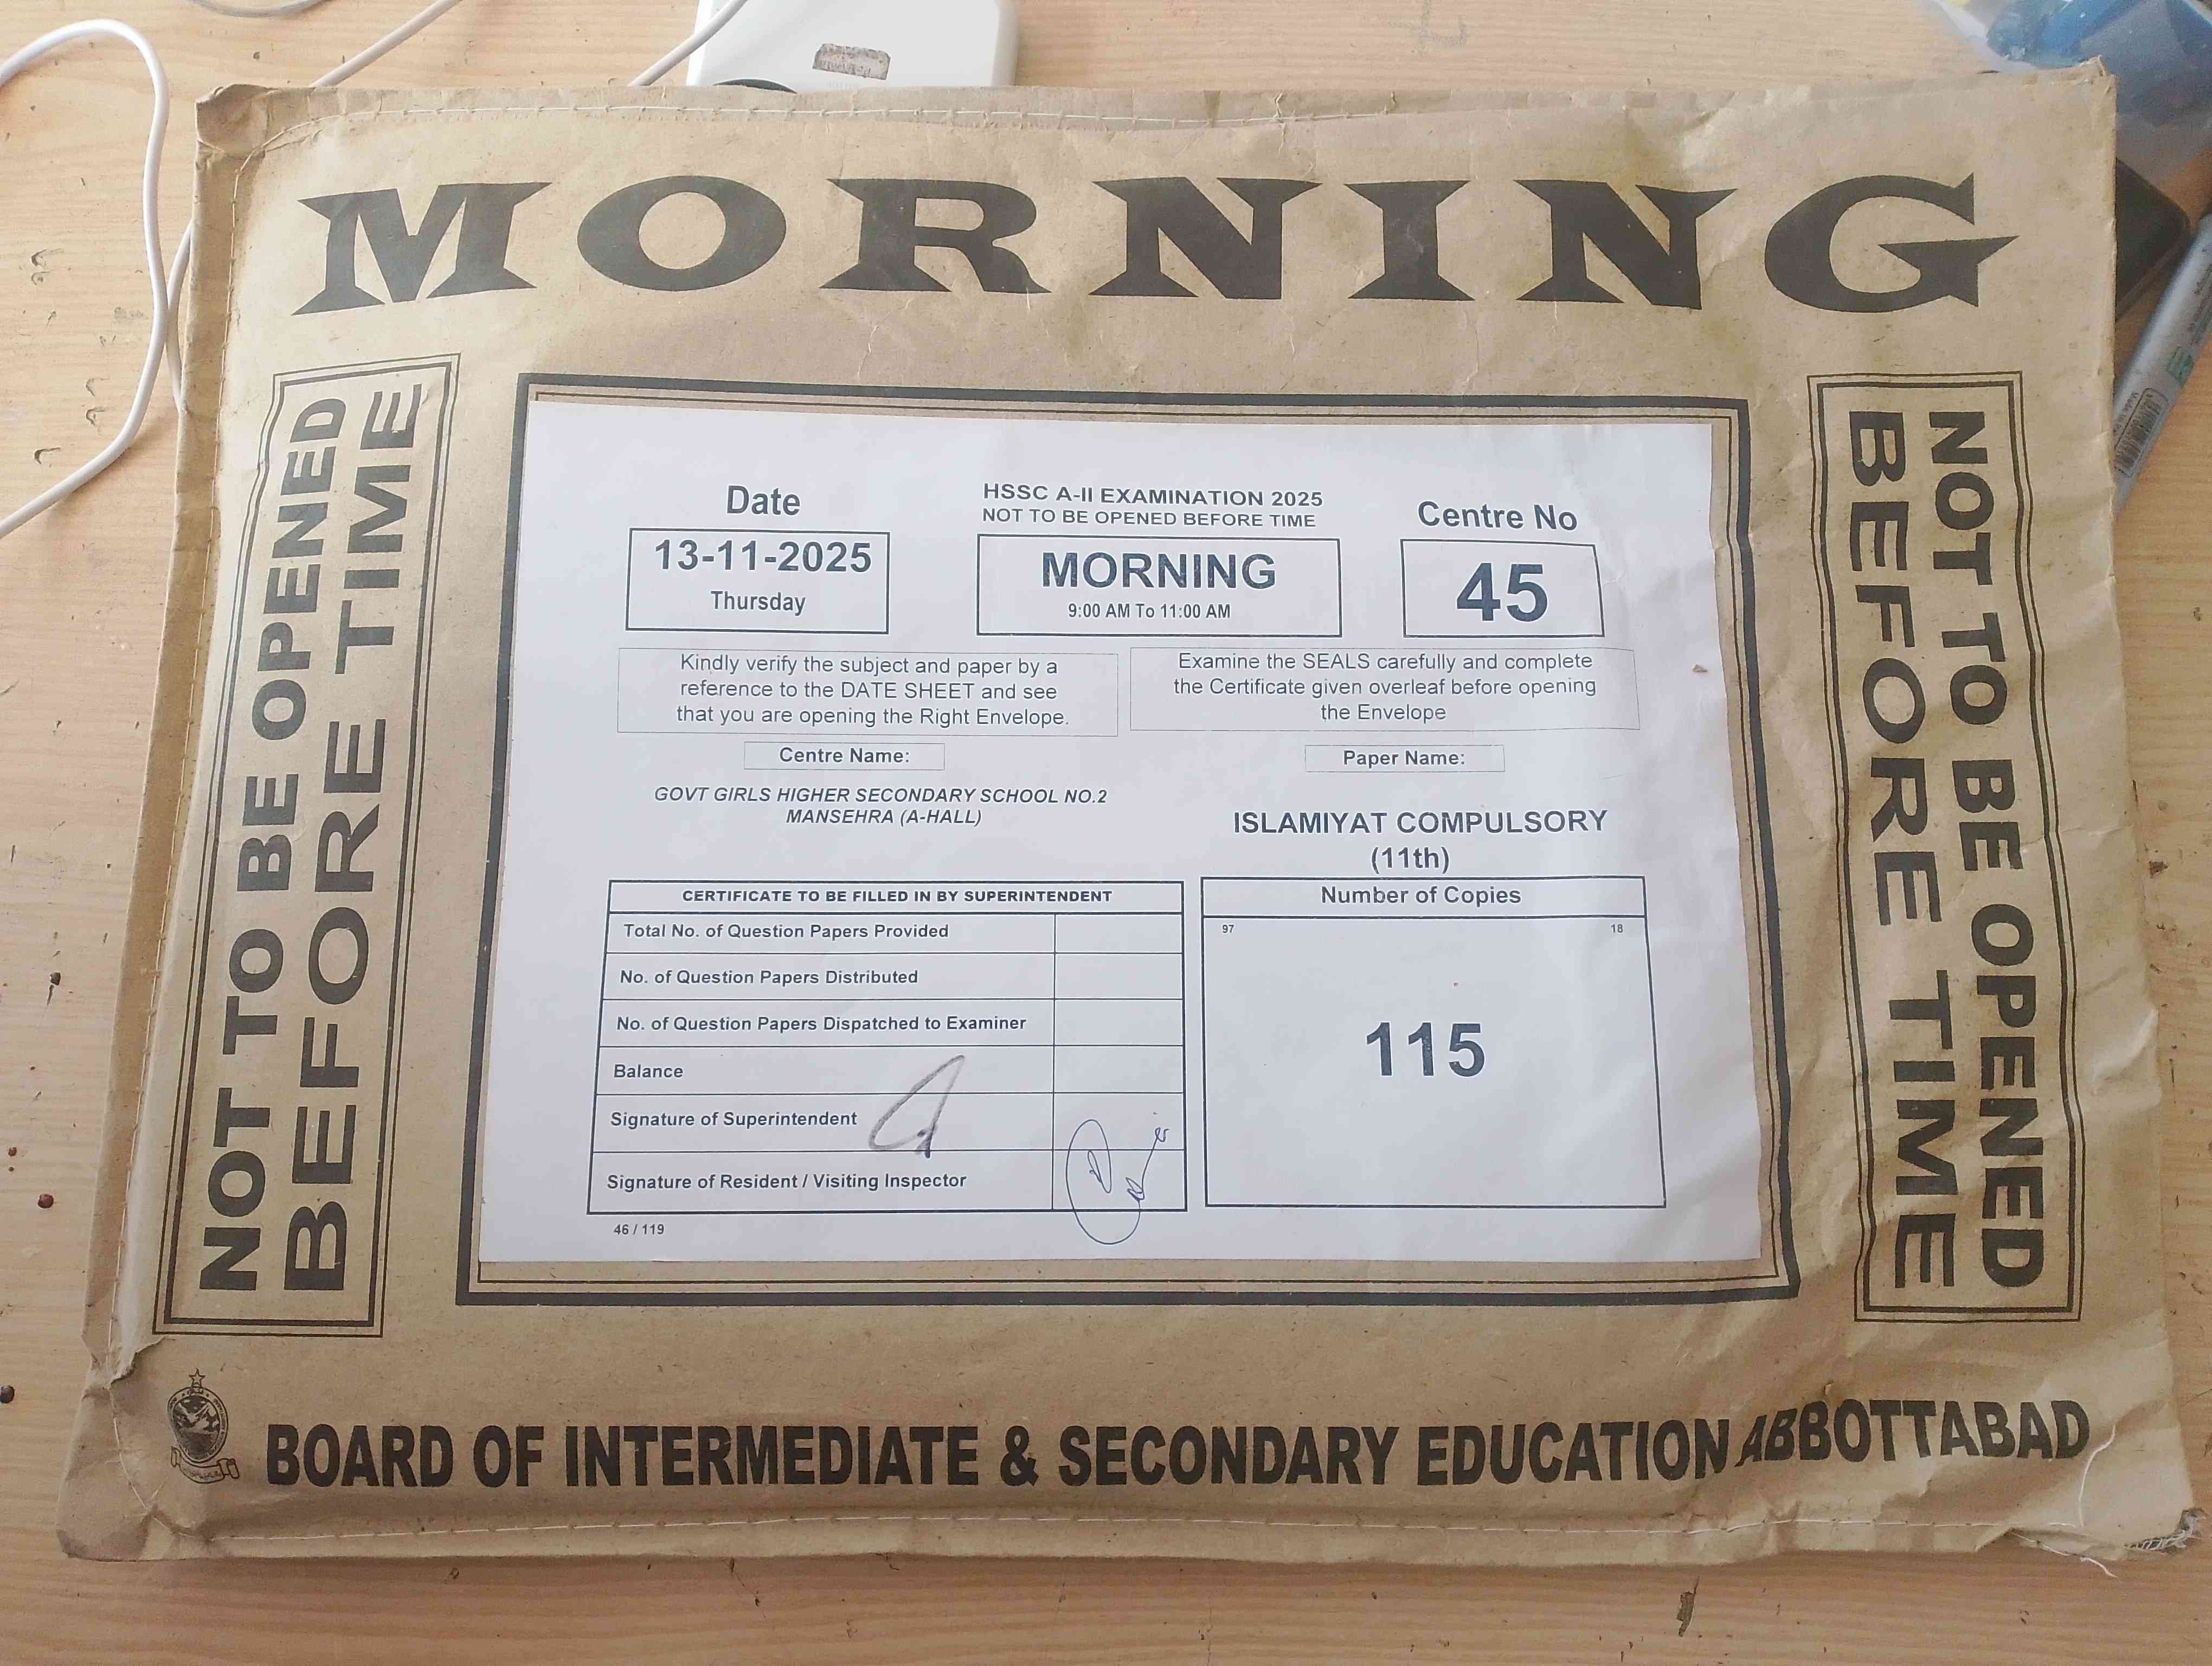 MORNING
NOT TO BE OPENED
BEFORE TIME
Date
13-11-2025
Thursday
HSSC A-II EXAMINATION 2025
NOT TO BE OPENED BEFORE TIME
MORNING
9:00 AM To 11:00 AM
Centre No
45
Kindly verify the subject and paper by a
reference to the DATE SHEET and see
that you are opening the Right Envelope.
Examine the SEALS carefully and complete
the Certificate given overleaf before opening
the Envelope
Centre Name:
GOVT GIRLS HIGHER SECONDARY SCHOOL NO.2
MANSEHRA (A-HALL)
Paper Name:
ISLAMIYAT COMPULSORY
(11th)
CERTIFICATE TO BE FILLED IN BY SUPERINTENDENT
Total No. of Question Papers Provided
No. of Question Papers Distributed
No. of Question Papers Dispatched to Examiner
Balance
Signature of Superintendent
Signature of Resident / Visiting Inspector
46 / 119
Number of Copies
97 18
115
NOT TO BE OPENED
BEFORE TIME
BOARD OF INTERMEDIATE & SECONDARY EDUCATION ABBOTTABAD